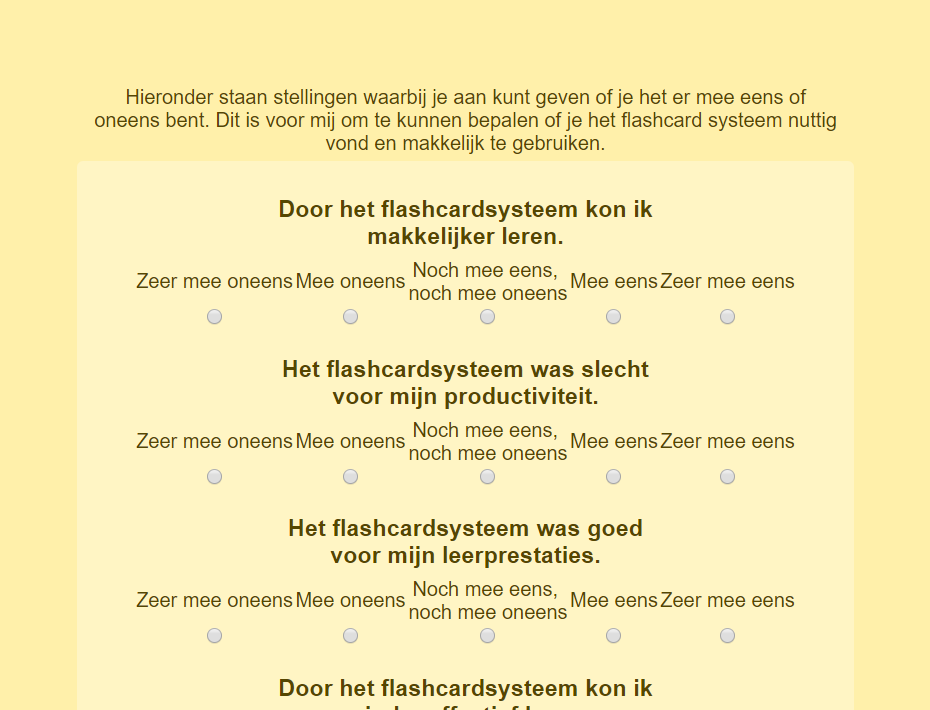 Hieronder staan stellingen waarbij je aan kunt geven of je het er mee eens of
oneens bent. Dit is voor mij om te kunnen bepalen of je het flashcard systeem nuttig
vond en makkelijk te gebruiken.
Door het flashcardsysteem kon ik
makkelijker leren.
Zeer mee oneens Mee oneens Noch mee eens, noch mee oneens Mee eens Zeer mee eens
Het flashcardsysteem was slecht
voor mijn productiviteit.
Zeer mee oneens Mee oneens Noch mee eens, noch mee oneens Mee eens Zeer mee eens
Het flashcardsysteem was goed
voor mijn leerprestaties.
Zeer mee oneens Mee oneens Noch mee eens, noch mee oneens Mee eens Zeer mee eens
Door het flashcardsysteem kon ik